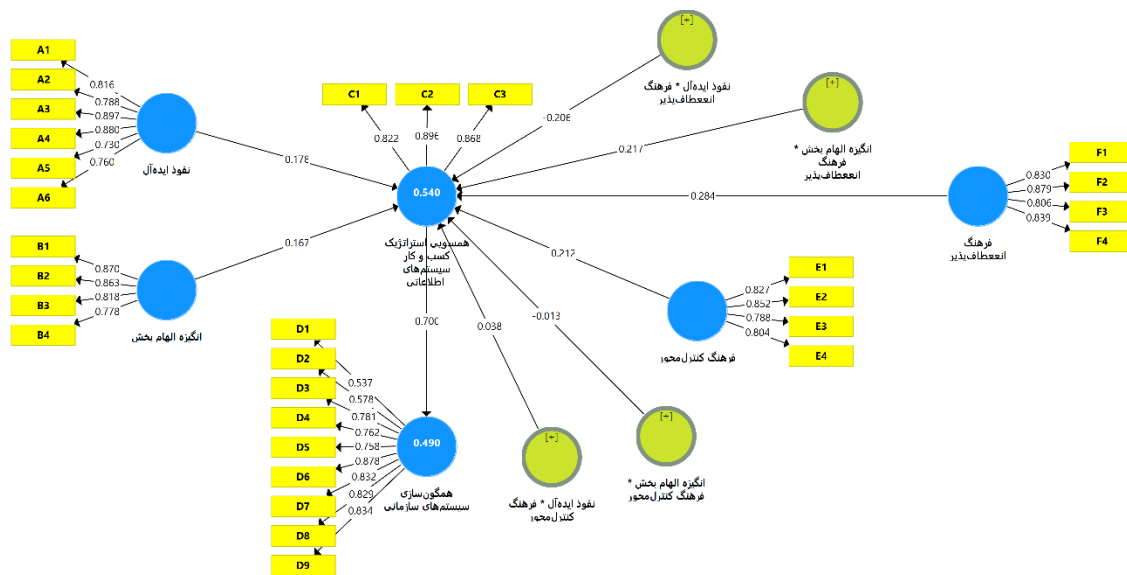 A1
A2
A3
A4
A5
A6
0.816
0.788
0.897
0.880
0.730
0.760
نفوذ ایده‌آل
B1
B2
B3
B4
0.870
0.863
0.818
0.778
انگیزه الهام بخش
0.178
0.167
C1
C2
C3
0.822
0.896
0.868
0.540
همسویی استراتژیک
کسب و کار
سیستم‌های
اطلاعاتی
0.700
D1
D2
D3
D4
D5
D6
D7
D8
D9
0.537
0.578
0.781
0.762
0.758
0.878
0.832
0.829
0.834
0.490
همگون‌سازی
سیستم‌های سازمانی
[+]
نفوذ ایده‌آل * فرهنگ
انععطاف‌پذیر
-0.206
[+]
انگیزه الهام بخش *
فرهنگ
انععطاف‌پذیر
0.217
0.284
فرهنگ
انععطاف‌پذیر
F1
F2
F3
F4
0.830
0.879
0.806
0.839
0.217
فرهنگ کنترل‌محور
E1
E2
E3
E4
0.827
0.852
0.788
0.804
-0.013
[+]
انگیزه الهام بخش *
فرهنگ کنترل‌محور
0.038
[+]
نفوذ ایده‌آل * فرهنگ
کنترل‌محور